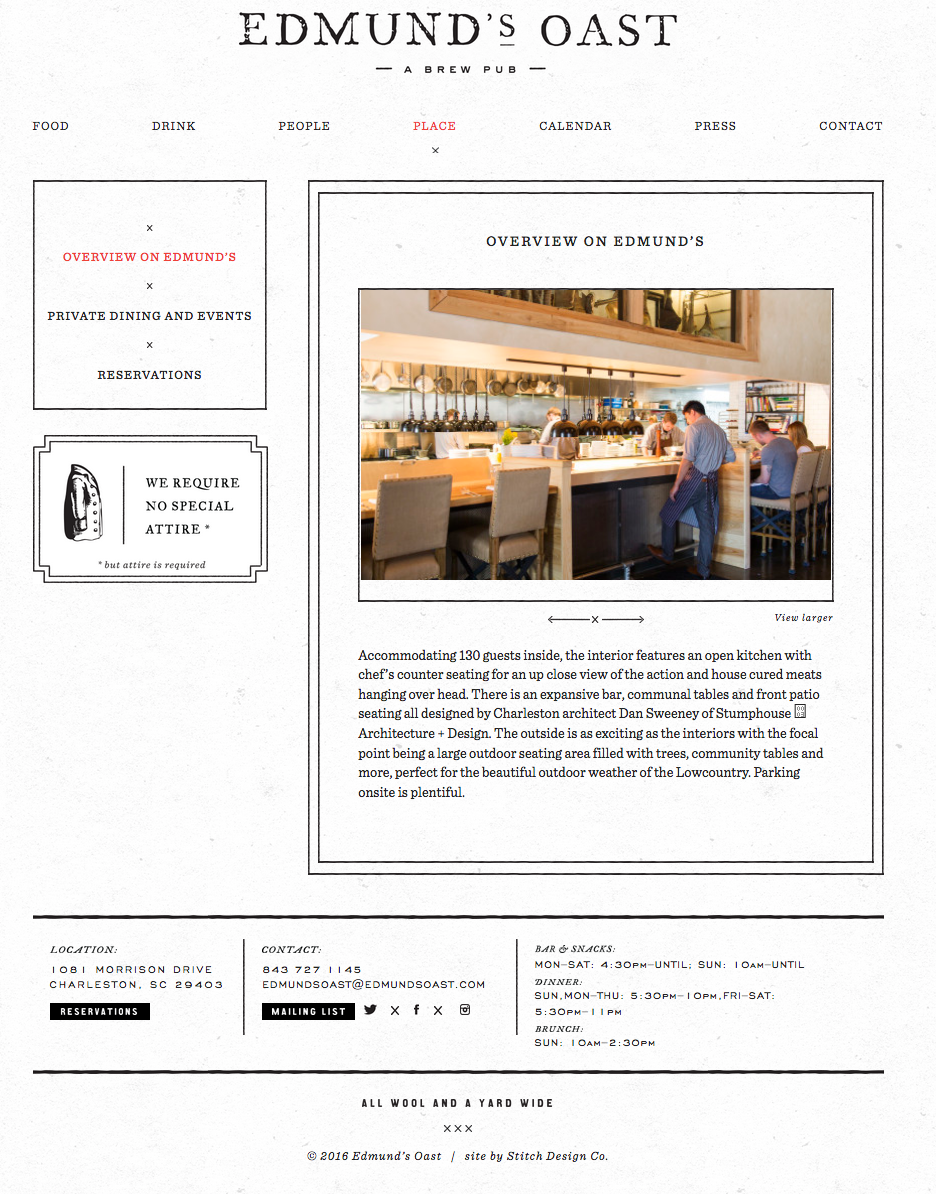 EDMUND'S OAST
A BREW PUB
FOOD DRINK PEOPLE PLACE CALENDAR PRESS CONTACT
x
x
OVERVIEW ON EDMUND'S
x
PRIVATE DINING AND EVENTS
x
RESERVATIONS
WE REQUIRE
NO SPECIAL
ATTIRE *
* but attire is required
OVERVIEW ON EDMUND'S
x
View larger
Accommodating 130 guests inside, the interior features an open kitchen with
chef's counter seating for an up close view of the action and house cured meats
hanging over head. There is an expansive bar, communal tables and front patio
seating all designed by Charleston architect Dan Sweeney of Stumphouse
Architecture + Design. The outside is as exciting as the interiors with the focal
point being a large outdoor seating area filled with trees, community tables and
more, perfect for the beautiful outdoor weather of the Lowcountry. Parking
onsite is plentiful.
LOCATION:
1081 MORRISON DRIVE
CHARLESTON, SC 29403
RESERVATIONS
CONTACT:
843 727 1145
EDMUNDSOAST@EDMUNDSOAST.COM
MAILING LIST x f x
BAR & SNACKS:
MON–SAT: 4:30PM–UNTIL; SUN: 10AM–UNTIL
DINNER:
SUN,MON–THU: 5:30PM–10PM,FRI–SAT:
5:30PM–11PM
BRUNCH:
SUN: 10AM–2:30PM
ALL WOOL AND A YARD WIDE
xxx
© 2016 Edmund's Oast / site by Stitch Design Co.